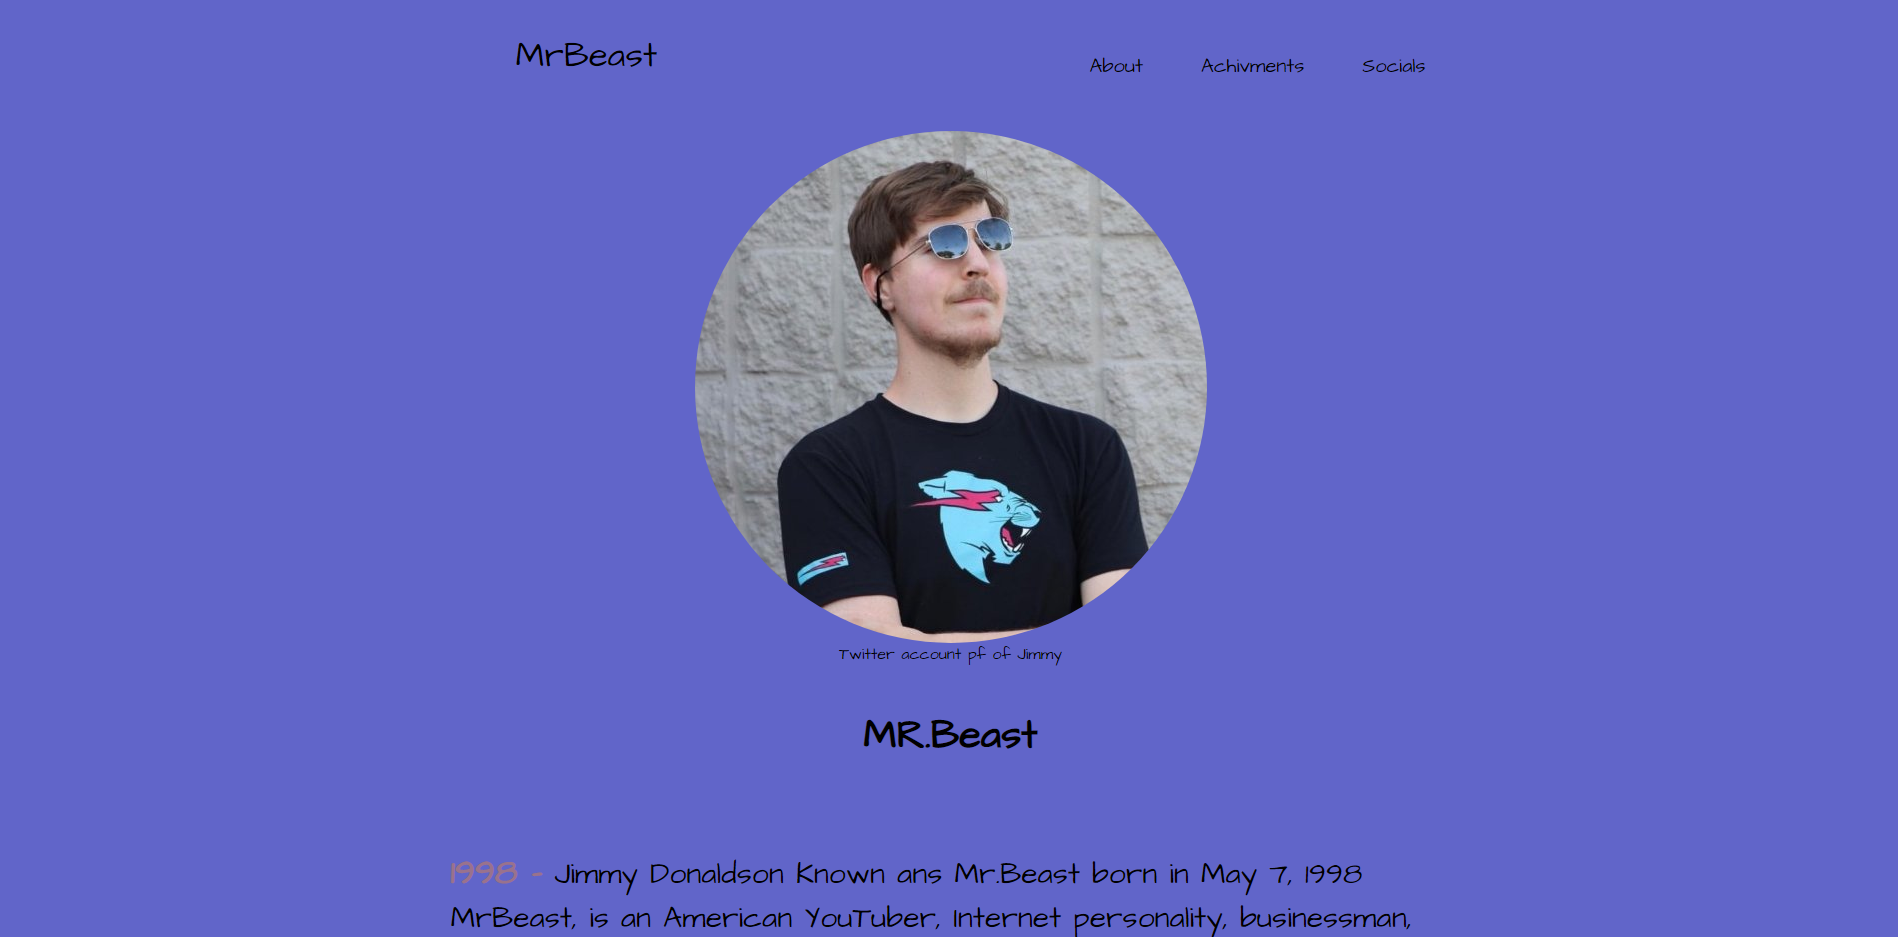 MrBeast
About Achivments Socials
Twitter account pf of Jimmy
MR.Beast
1998 - Jimmy Donaldson Known ans Mr.Beast born in May 7, 1998
MrBeast, is an American YouTuber, Internet personality, businessman,